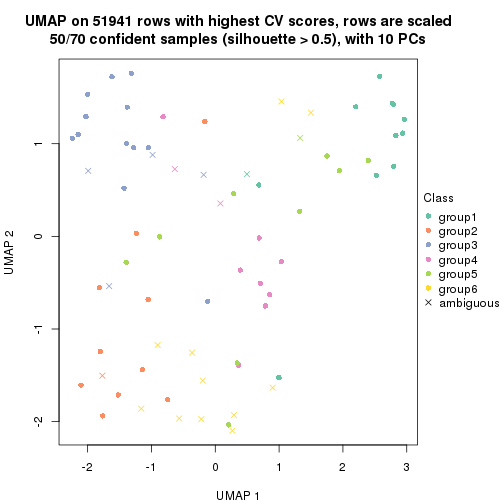 UMAP on 51941 rows with highest CV scores, rows are scaled
50/70 confident samples (silhouette > 0.5), with 10 PCs
UMAP 2
1
0
-1
-2
-2
-1
0
1
2
3
UMAP 1
Class
group1
group2
group3
group4
group5
group6
ambiguous